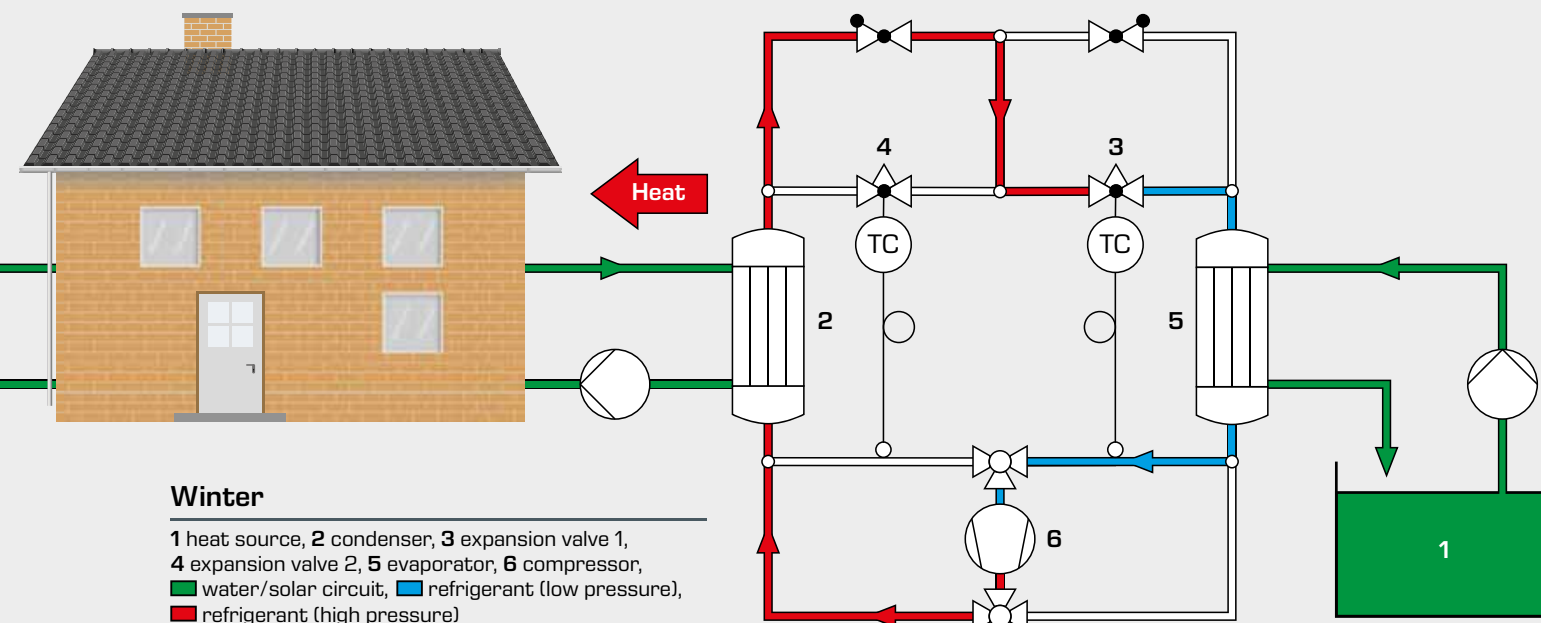 4
3
Heat
TC
TC
2
5
Winter
1 heat source, 2 condenser, 3 expansion valve 1,
4 expansion valve 2, 5 evaporator, 6 compressor,
water/solar circuit, refrigerant (low pressure),
refrigerant (high pressure)
6
1